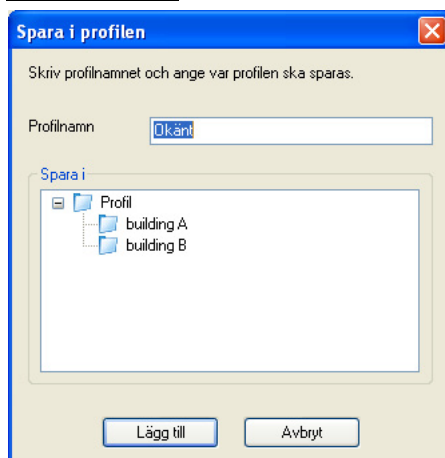 Spara i profilen
Skriv profilnamnet och ange var profilen ska sparas.
Profilnamn Okänt
Spara i
Profil
building A
building B
Lägg till Avbryt